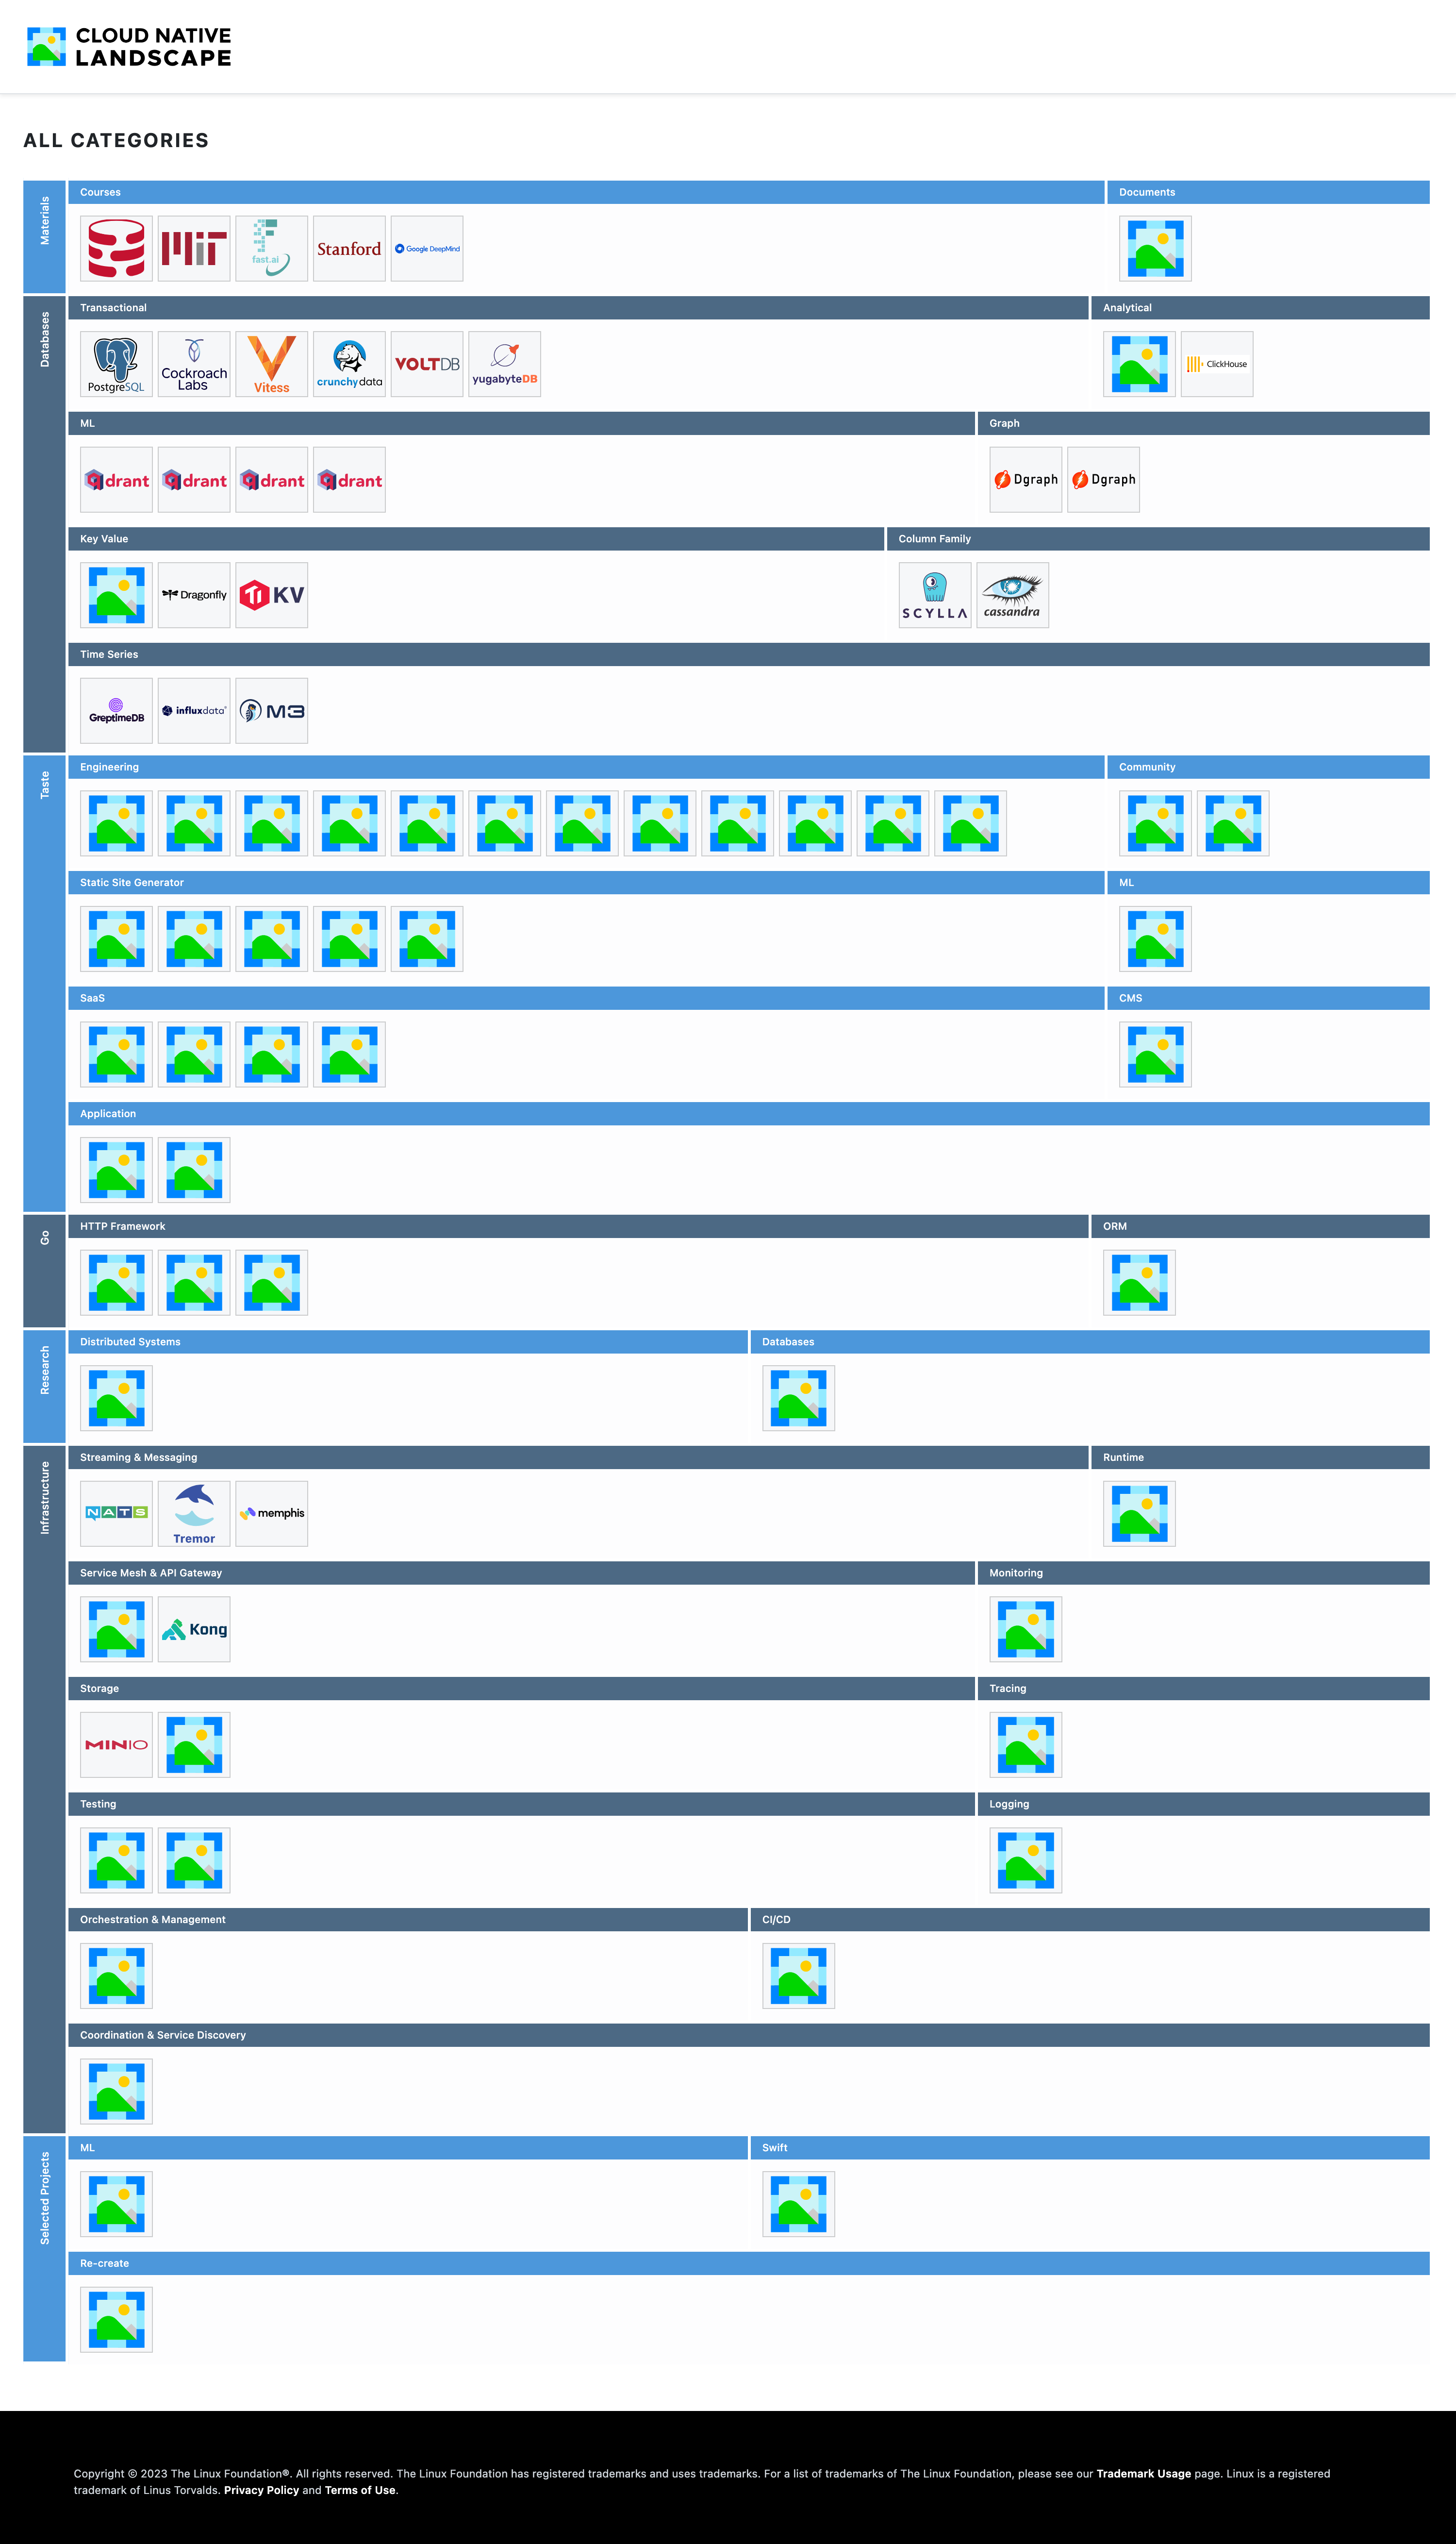 CLOUD NATIVE
LANDSCAPE
ALL CATEGORIES
Materials
Courses
Documents
MIT
fast.ai
Stanford
Google DeepMind
Databases
Transactional
Analytical
PostgreSQL
Cockroach
Labs
Vitess
crunchydata
VOLTDB
yugabyteDB
ClickHouse
ML
Graph
qdrant
qdrant
qdrant
qdrant
Dgraph
Dgraph
Key Value
Column Family
Dragonfly
TiKV
SCYLLA
cassandra
Time Series
GreptimeDB
influxdata®
M3
Taste
Engineering
Community
Static Site Generator
ML
SaaS
CMS
Application
Go
HTTP Framework
ORM
Research
Distributed Systems
Databases
Infrastructure
Streaming & Messaging
Runtime
NATS
Tremor
memphis
Service Mesh & API Gateway
Monitoring
Kong
Storage
Tracing
MINIO
Testing
Logging
Orchestration & Management
CI/CD
Coordination & Service Discovery
Selected Projects
ML
Swift
Re-create
Copyright © 2023 The Linux Foundation®. All rights reserved. The Linux Foundation has registered trademarks and uses trademarks. For a list of trademarks of The Linux Foundation, please see our Trademark Usage page. Linux is a registered
trademark of Linus Torvalds. Privacy Policy and Terms of Use.